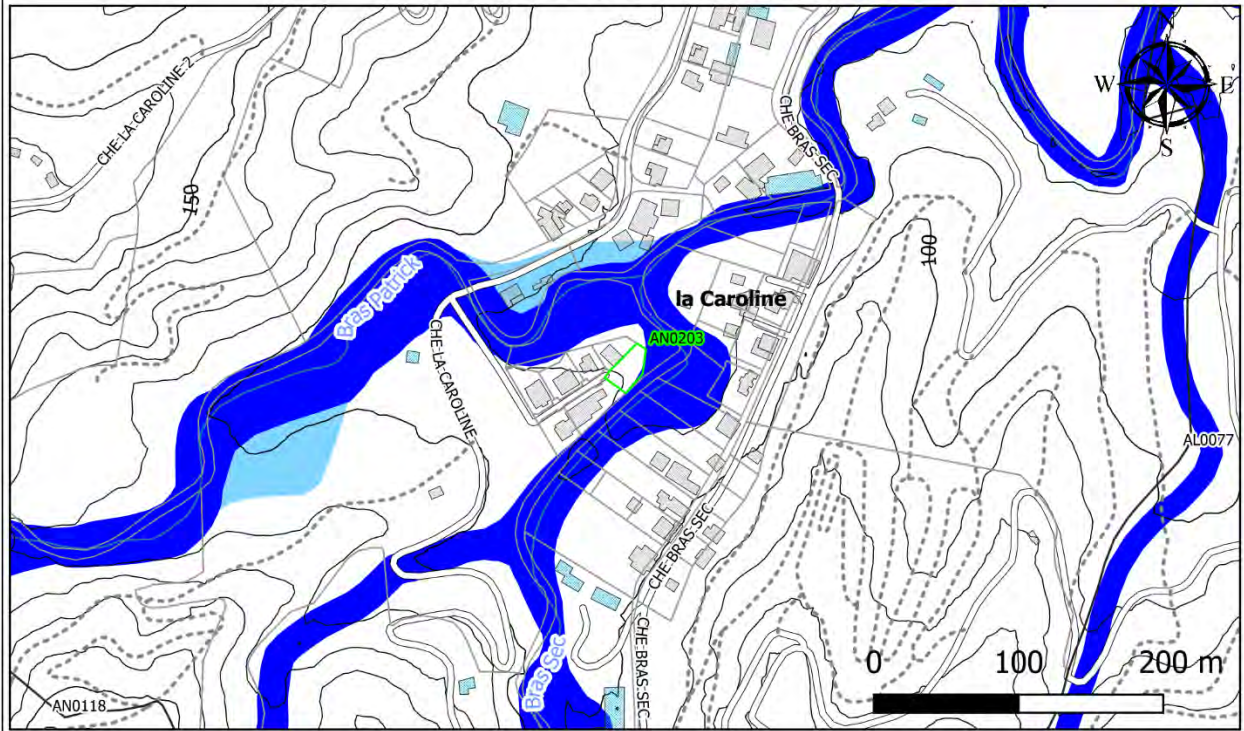 N
W E
S
CHE LA CAROLINE 2
150
CHE BRAS SEC
Bras Patrick
100
la Caroline
AN0203
CHE LA CAROLINE
AL0077
CHE BRAS SEC
CHE BRAS SEC
Bras Sec
AN0118
0 100 200 m